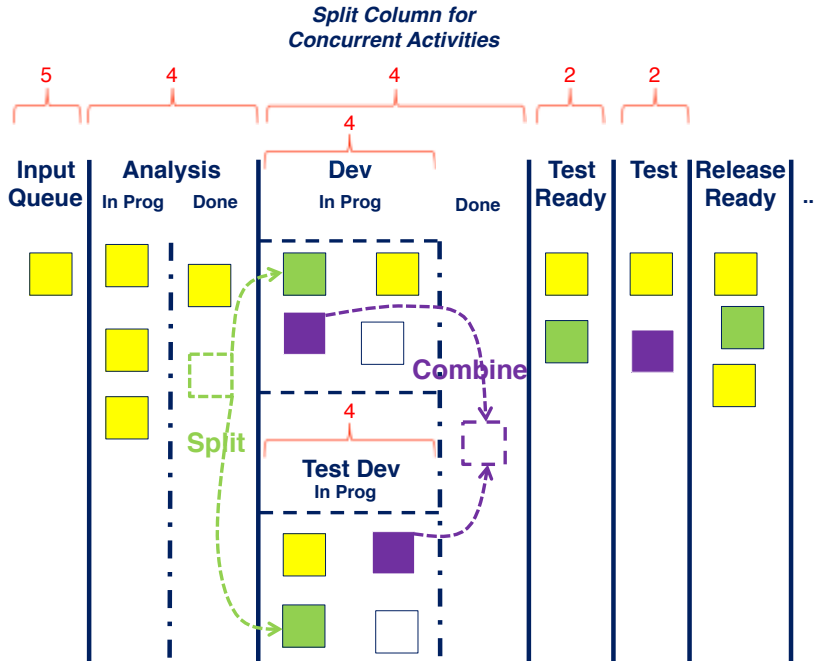 Split Column for
Concurrent Activities
5
4
4
2
2
4
Input
Queue
Analysis
In Prog
Done
Dev
In Prog
Done
Test
Ready
Test
Release
Ready
..
Combine
Split
4
Test Dev
In Prog